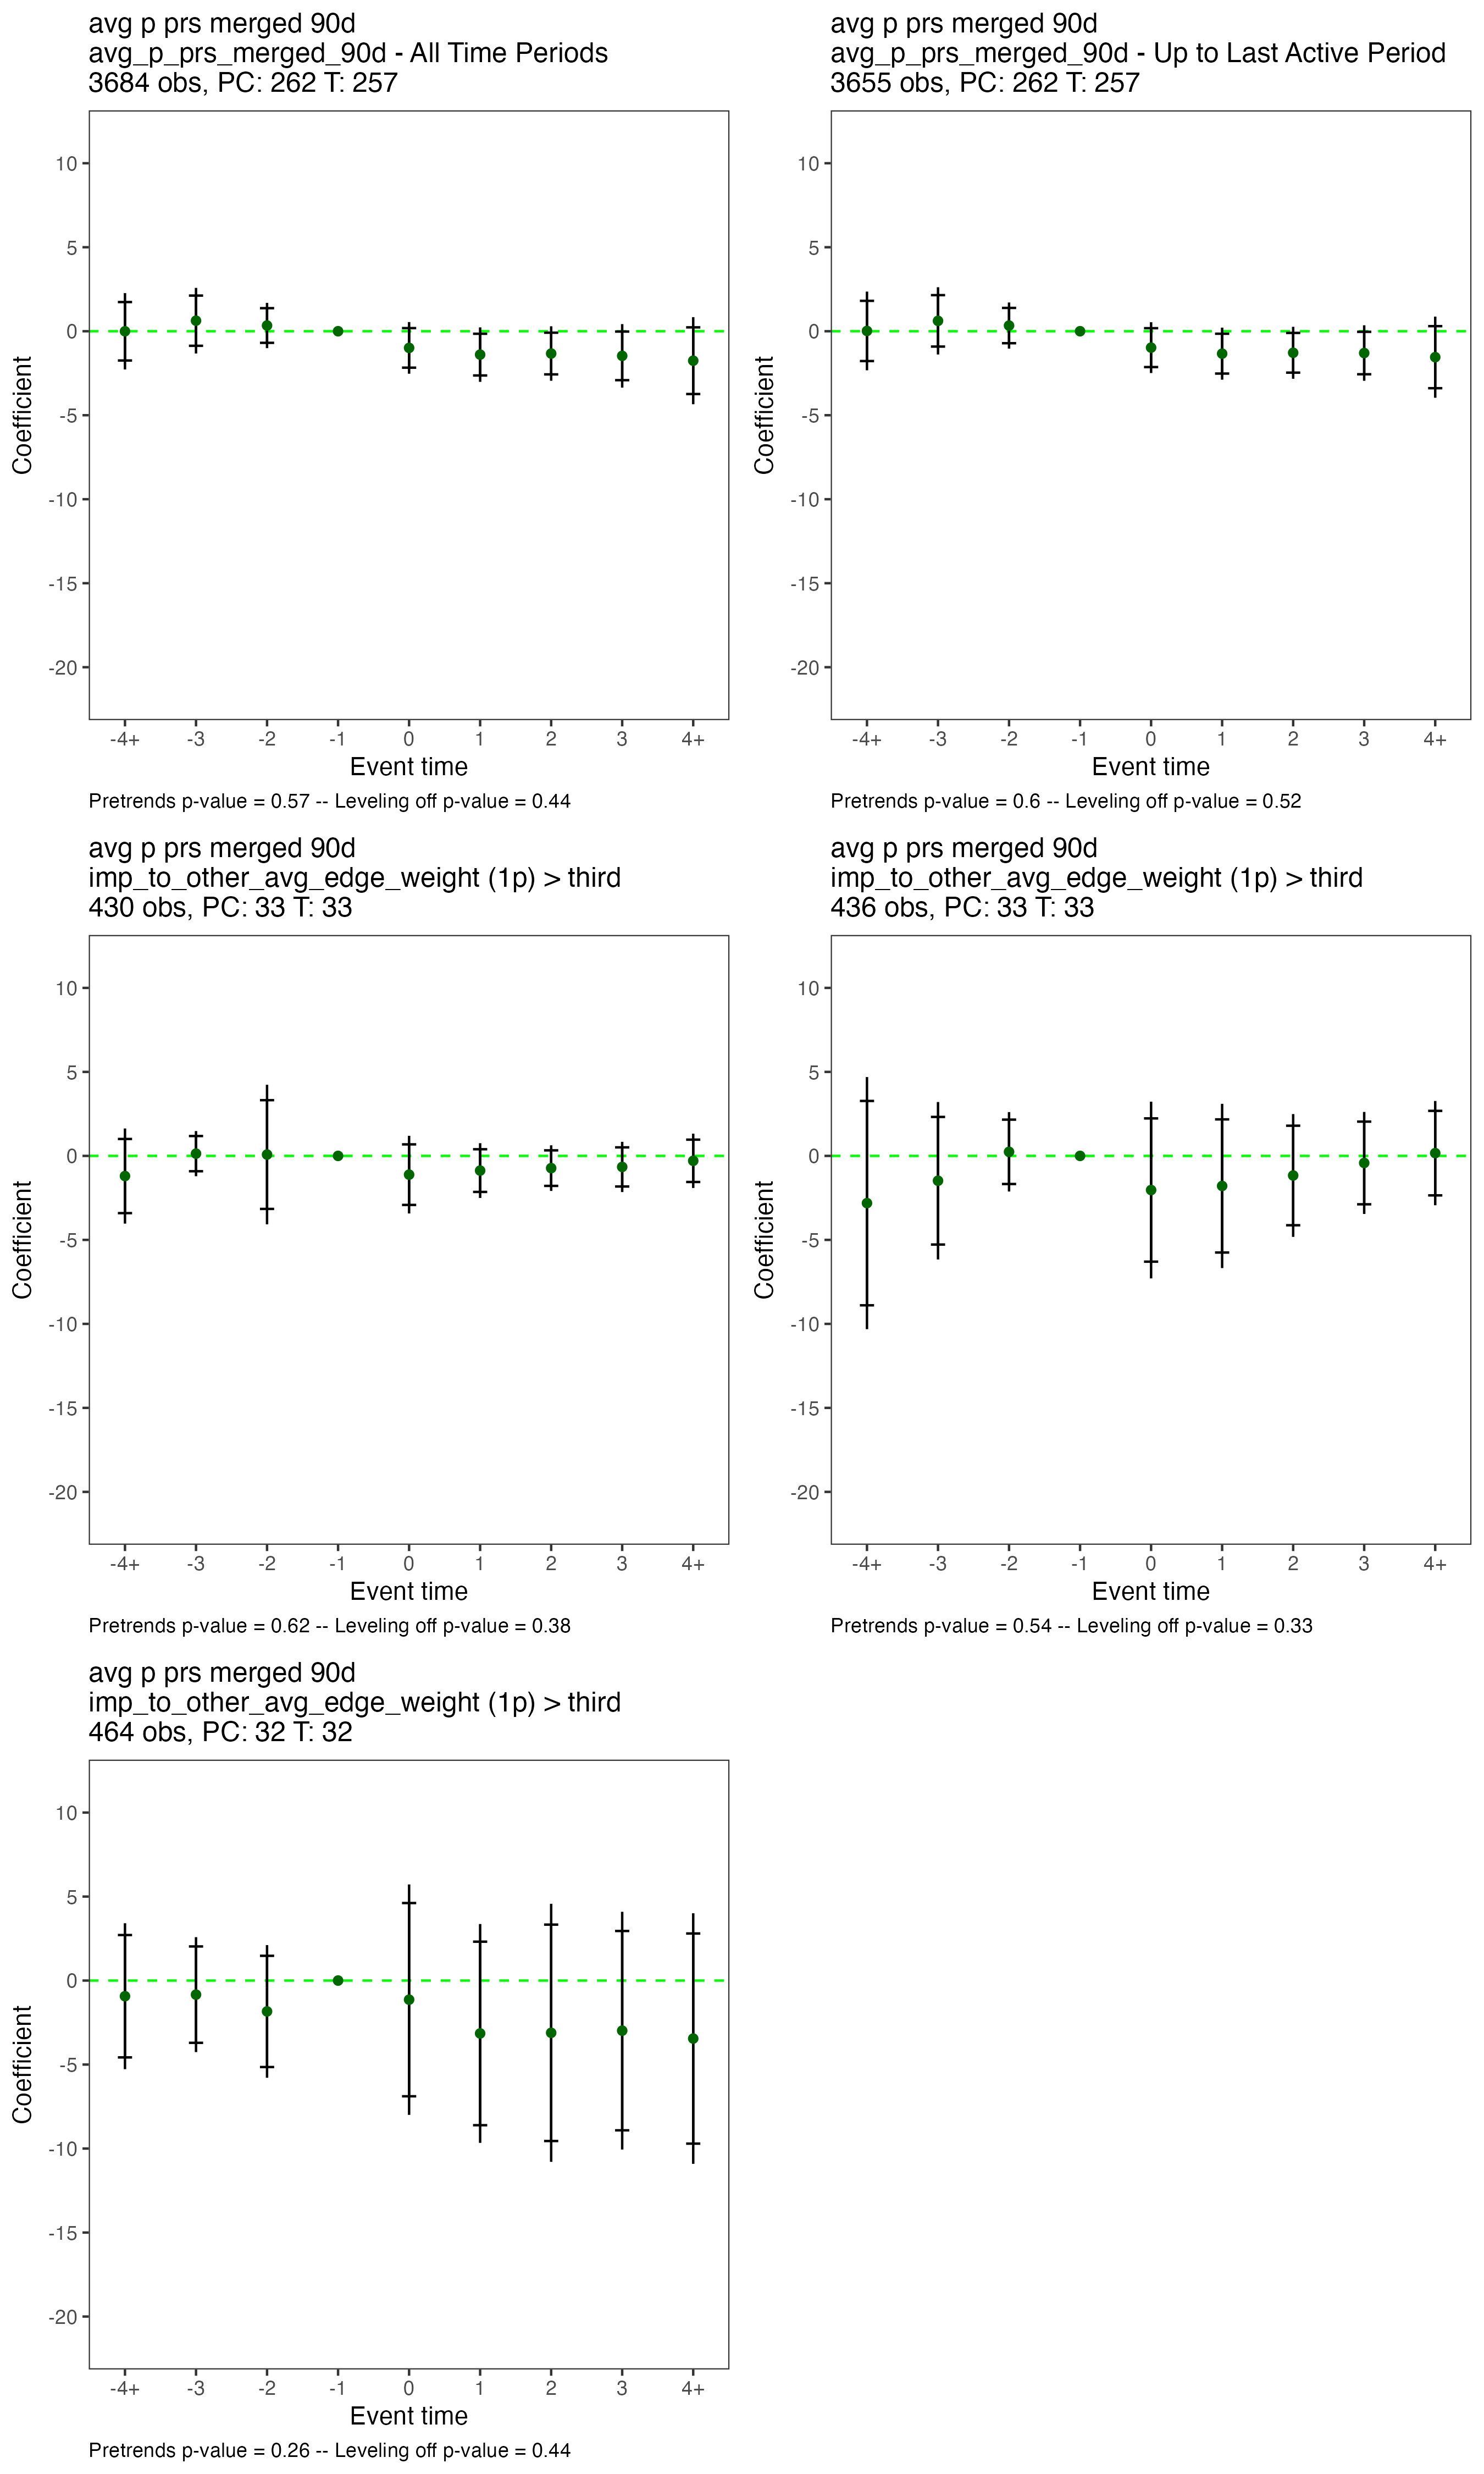 avg p prs merged 90d
avg_p_prs_merged_90d - All Time Periods
3684 obs, PC: 262 T: 257
10
5
0
-5
-10
-15
-20
Coefficient
-4+ -3 -2 -1 0 1 2 3 4+
Event time
Pretrends p-value = 0.57 -- Leveling off p-value = 0.44
avg p prs merged 90d
avg_p_prs_merged_90d - Up to Last Active Period
3655 obs, PC: 262 T: 257
10
5
0
-5
-10
-15
-20
Coefficient
-4+ -3 -2 -1 0 1 2 3 4+
Event time
Pretrends p-value = 0.6 -- Leveling off p-value = 0.52
avg p prs merged 90d
imp_to_other_avg_edge_weight (1p) > third
430 obs, PC: 33 T: 33
10
5
0
-5
-10
-15
-20
Coefficient
-4+ -3 -2 -1 0 1 2 3 4+
Event time
Pretrends p-value = 0.62 -- Leveling off p-value = 0.38
avg p prs merged 90d
imp_to_other_avg_edge_weight (1p) > third
436 obs, PC: 33 T: 33
10
5
0
-5
-10
-15
-20
Coefficient
-4+ -3 -2 -1 0 1 2 3 4+
Event time
Pretrends p-value = 0.54 -- Leveling off p-value = 0.33
avg p prs merged 90d
imp_to_other_avg_edge_weight (1p) > third
464 obs, PC: 32 T: 32
10
5
0
-5
-10
-15
-20
Coefficient
-4+ -3 -2 -1 0 1 2 3 4+
Event time
Pretrends p-value = 0.26 -- Leveling off p-value = 0.44